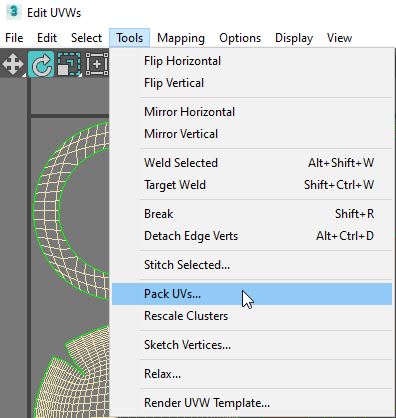 3 Edit UVWs
File Edit Select Tools Mapping Options Display View
Flip Horizontal
Flip Vertical
Mirror Horizontal
Mirror Vertical
Weld Selected Alt+Shift+W
Target Weld Shift+Ctrl+W
Break Shift+R
Detach Edge Verts Alt+Ctrl+D
Stitch Selected...
Pack UVs...
Rescale Clusters
Sketch Vertices...
Relax...
Render UVW Template...